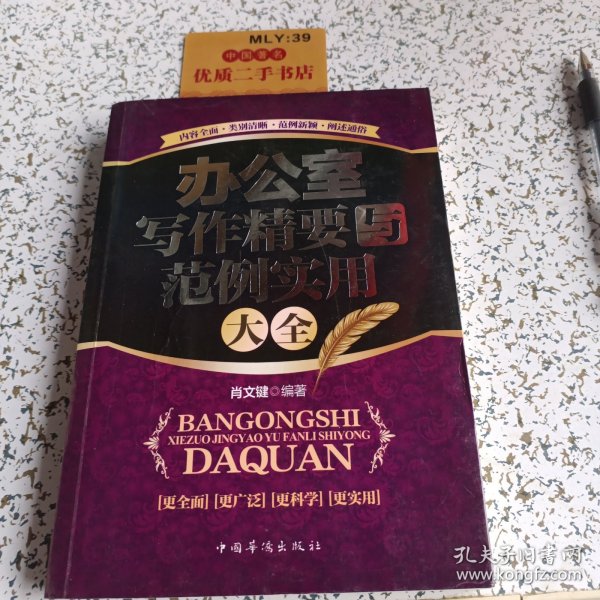 MLY:39
中国著名
优质二手书店
内容全面·类别清晰·范例新颖·阐述通俗
办公室
写作精要与
范例实用
大全
肖文键◎编著
BANGONGSHI
XIEZUO JINGYAO YU FANLI SHIYONG
DAQUAN
[更全面] [更广泛] [更科学] [更实用]
中国华侨出版社
孔夫子旧书网
www.kongfz.com